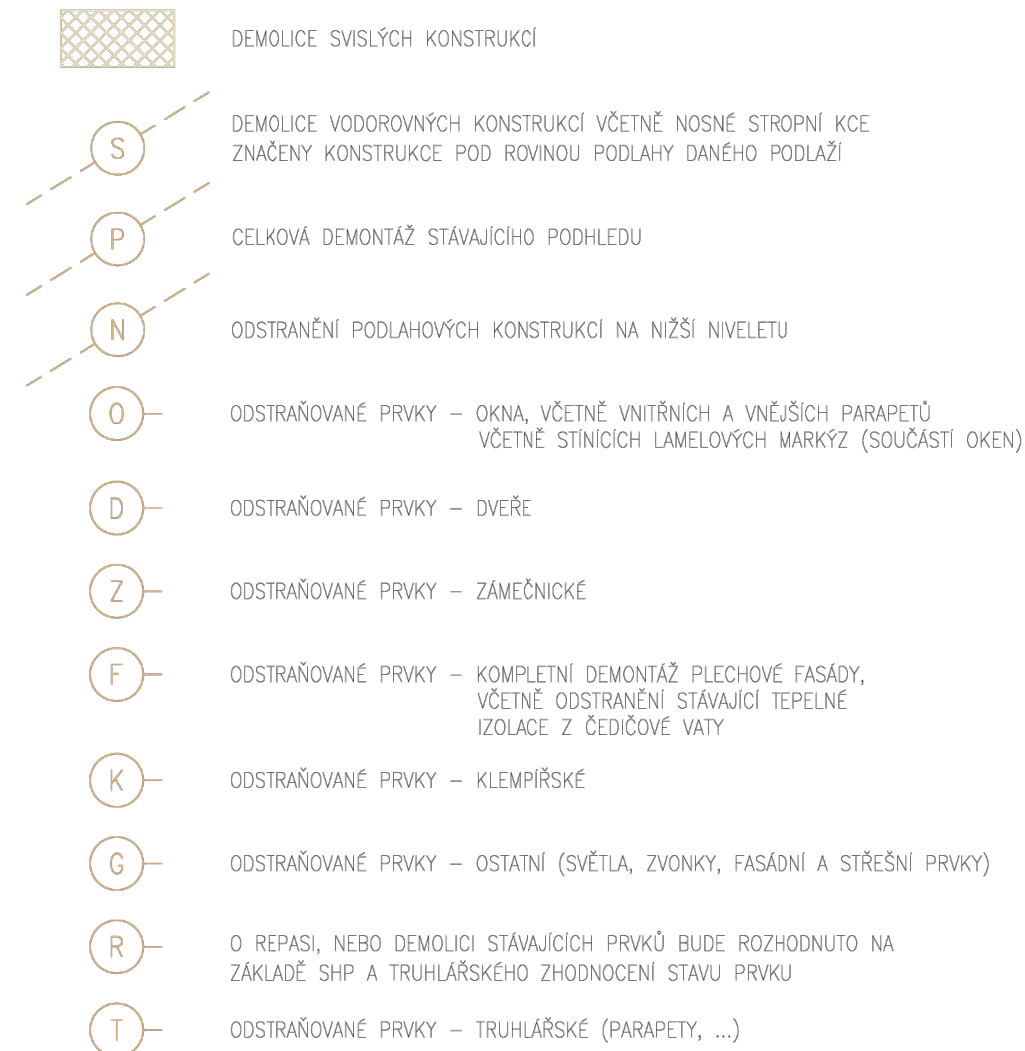 DEMOLICE SVISLÝCH KONSTRUKCÍ
S
DEMOLICE VODOROVNÝCH KONSTRUKCÍ VČETNĚ NOSNÉ STROPNÍ KCE
ZNAČENY KONSTRUKCE POD ROVINOU PODLAHY DANÉHO PODLAŽÍ
P CELKOVÁ DEMONTÁŽ STÁVAJÍCÍHO PODHLEDU
N ODSTRANĚNÍ PODLAHOVÝCH KONSTRUKCÍ NA NIŽŠÍ NIVELETU
O ODSTRAŇOVANÉ PRVKY – OKNA, VČETNĚ VNITŘNÍCH A VNĚJŠÍCH PARAPETŮ
VČETNĚ STÍNÍCÍCH LAMELOVÝCH MARKÝZ (SOUČÁSTÍ OKEN)
D ODSTRAŇOVANÉ PRVKY – DVEŘE
Z ODSTRAŇOVANÉ PRVKY – ZÁMEČNICKÉ
F ODSTRAŇOVANÉ PRVKY – KOMPLETNÍ DEMONTÁŽ PLECHOVÉ FASÁDY,
VČETNĚ ODSTRANĚNÍ STÁVAJÍCÍ TEPELNÉ
IZOLACE Z ČEDIČOVÉ VATY
K ODSTRAŇOVANÉ PRVKY – KLEMPÍŘSKÉ
G ODSTRAŇOVANÉ PRVKY – OSTATNÍ (SVĚTLA, ZVONKY, FASÁDNÍ A STŘEŠNÍ PRVKY)
R O REPASI, NEBO DEMOLICI STÁVAJÍCÍCH PRVKŮ BUDE ROZHODNUTO NA
ZÁKLADĚ SHP A TRUHLÁŘSKÉHO ZHODNOCENÍ STAVU PRVKU
T ODSTRAŇOVANÉ PRVKY – TRUHLÁŘSKÉ (PARAPETY, ...)